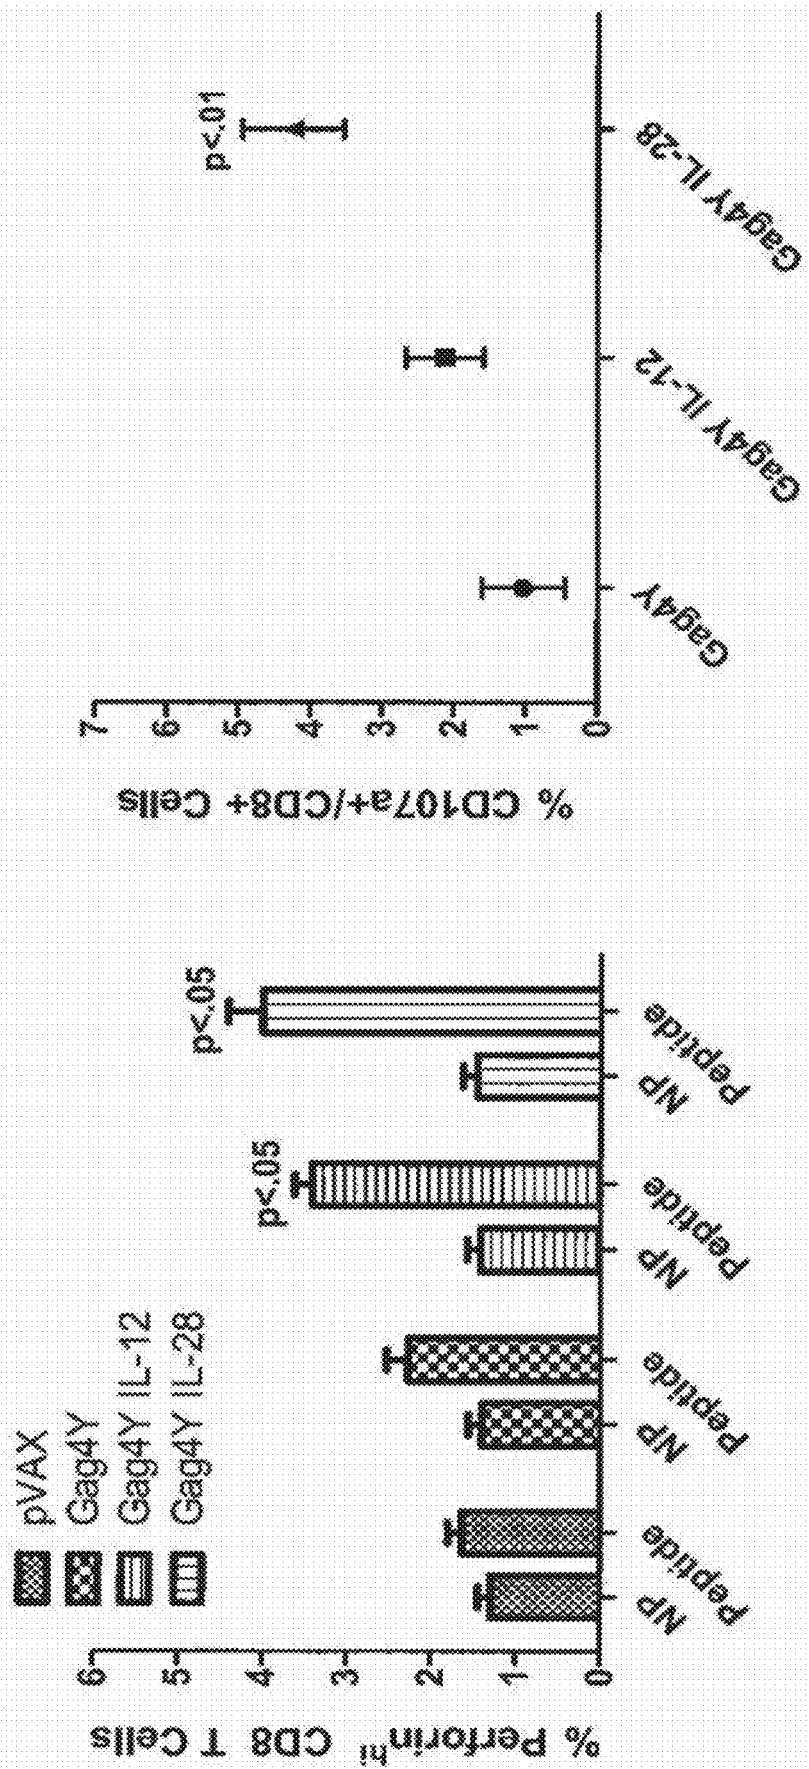 % Perforinhi CD8 T Cells
6
5
4
3
2
1
0
pVAX
Gag4Y
Gag4Y IL-12
Gag4Y IL-28
p<.05
p<.05
NP
Peptide
NP
Peptide
NP
Peptide
NP
Peptide
% CD107a+/CD8+ Cells
7
6
5
4
3
2
1
0
p<.01
Gag4Y
Gag4Y IL-12
Gag4Y IL-28